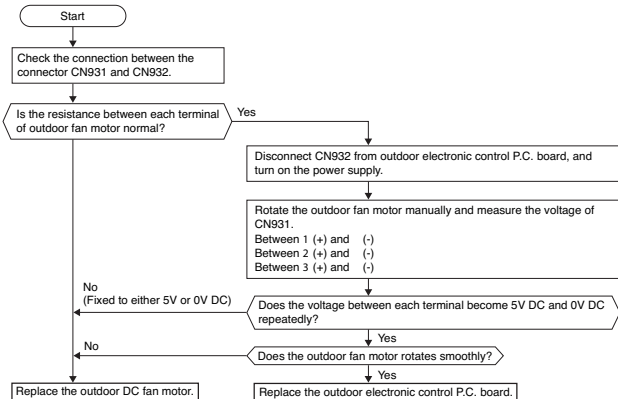 Start
Check the connection between the
connector CN931 and CN932.
Is the resistance between each terminal
of outdoor fan motor normal?
Yes
Disconnect CN932 from outdoor electronic control P.C. board, and
turn on the power supply.
Rotate the outdoor fan motor manually and measure the voltage of
CN931.
Between 1 (+) and (-)
Between 2 (+) and (-)
Between 3 (+) and (-)
No
(Fixed to either 5V or 0V DC)
Does the voltage between each terminal become 5V DC and 0V DC
repeatedly?
Yes
No
Does the outdoor fan motor rotates smoothly?
Yes
Replace the outdoor DC fan motor.
Replace the outdoor electronic control P.C. board.